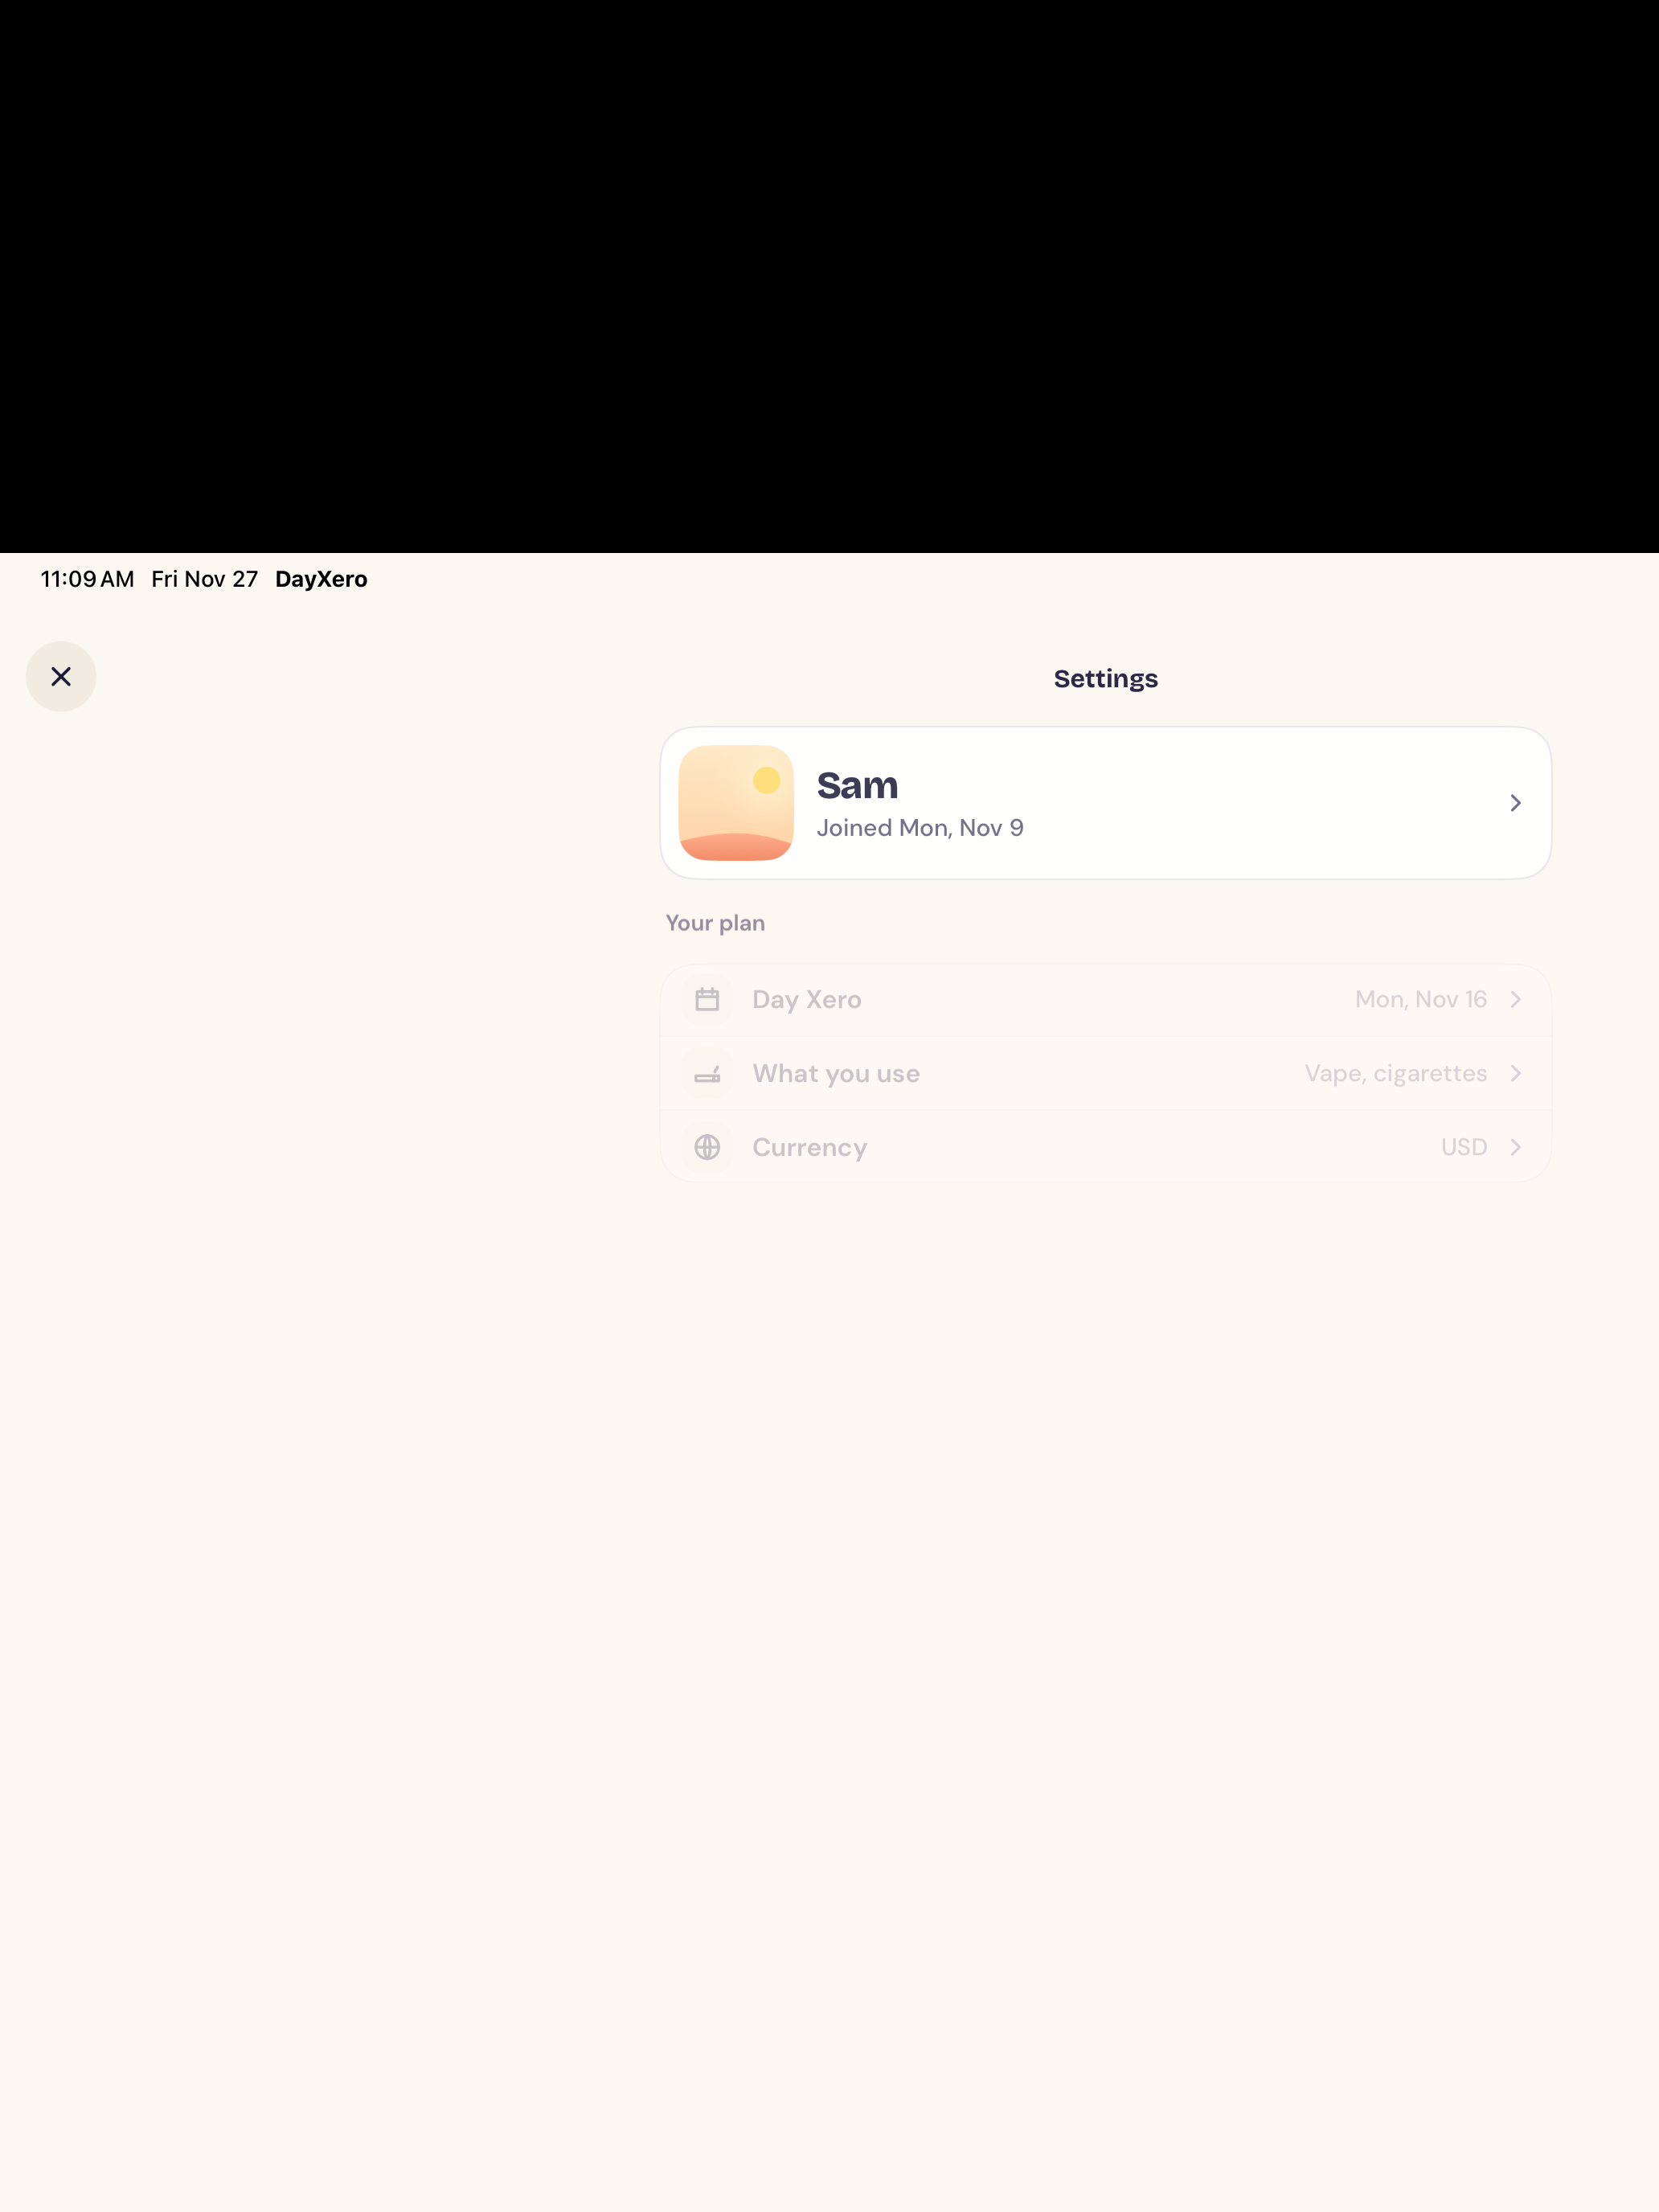 11:09 AM Fri Nov 27 DayXero
Settings
Sam
Joined Mon, Nov 9
Your plan
Day Xero Mon, Nov 16
What you use Vape, cigarettes
Currency USD